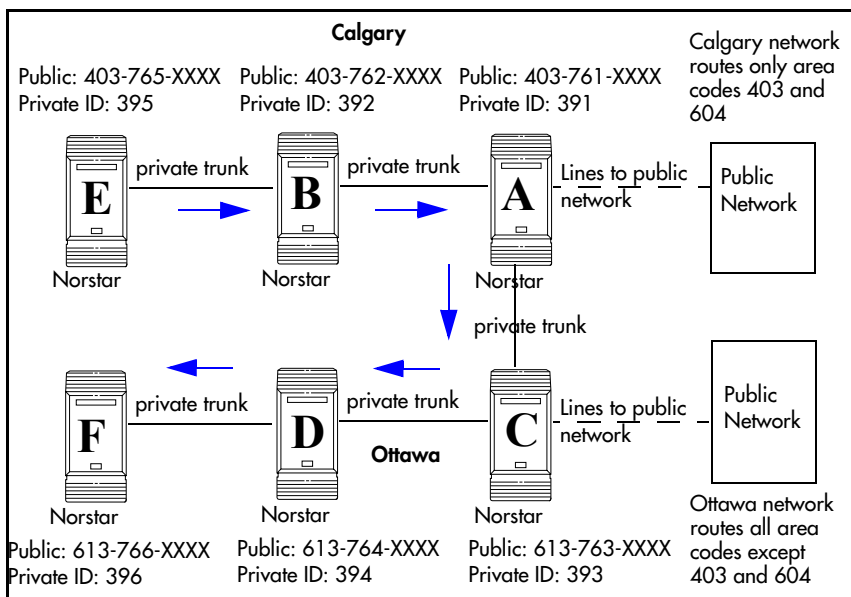 Calgary
Public: 403-765-XXXX
Private ID: 395
Public: 403-762-XXXX
Private ID: 392
Public: 403-761-XXXX
Private ID: 391
Calgary network
routes only area
codes 403 and
604
E
private trunk
B
private trunk
A
Lines to public
network
Public
Network
Norstar
Norstar
Norstar
private trunk
F
private trunk
D
private trunk
C
Lines to public
network
Public
Network
Ottawa
Norstar
Norstar
Norstar
Public: 613-766-XXXX
Private ID: 396
Public: 613-764-XXXX
Private ID: 394
Public: 613-763-XXXX
Private ID: 393
Ottawa network
routes all area
codes except
403 and 604